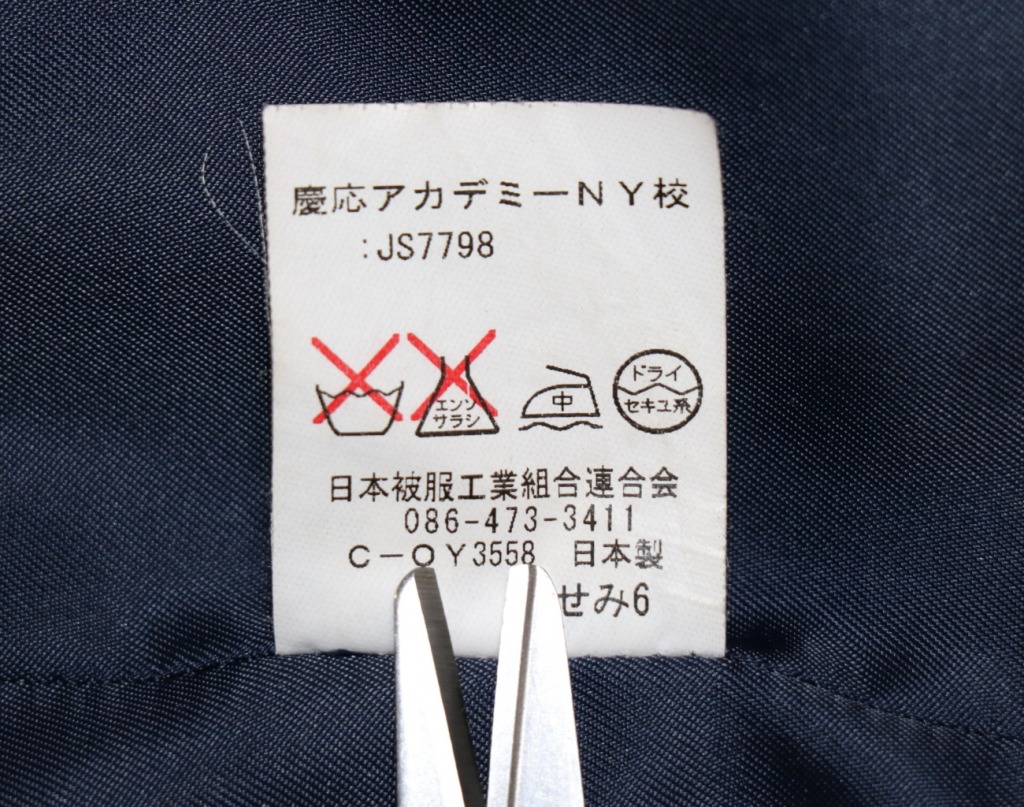 慶応アカデミーNY校
:JS7798
エンソ
サラシ
中
ドライ
セキユ系
日本被服工業組合連合会
086-473-3411
C-OY3558 日本製
せみ6